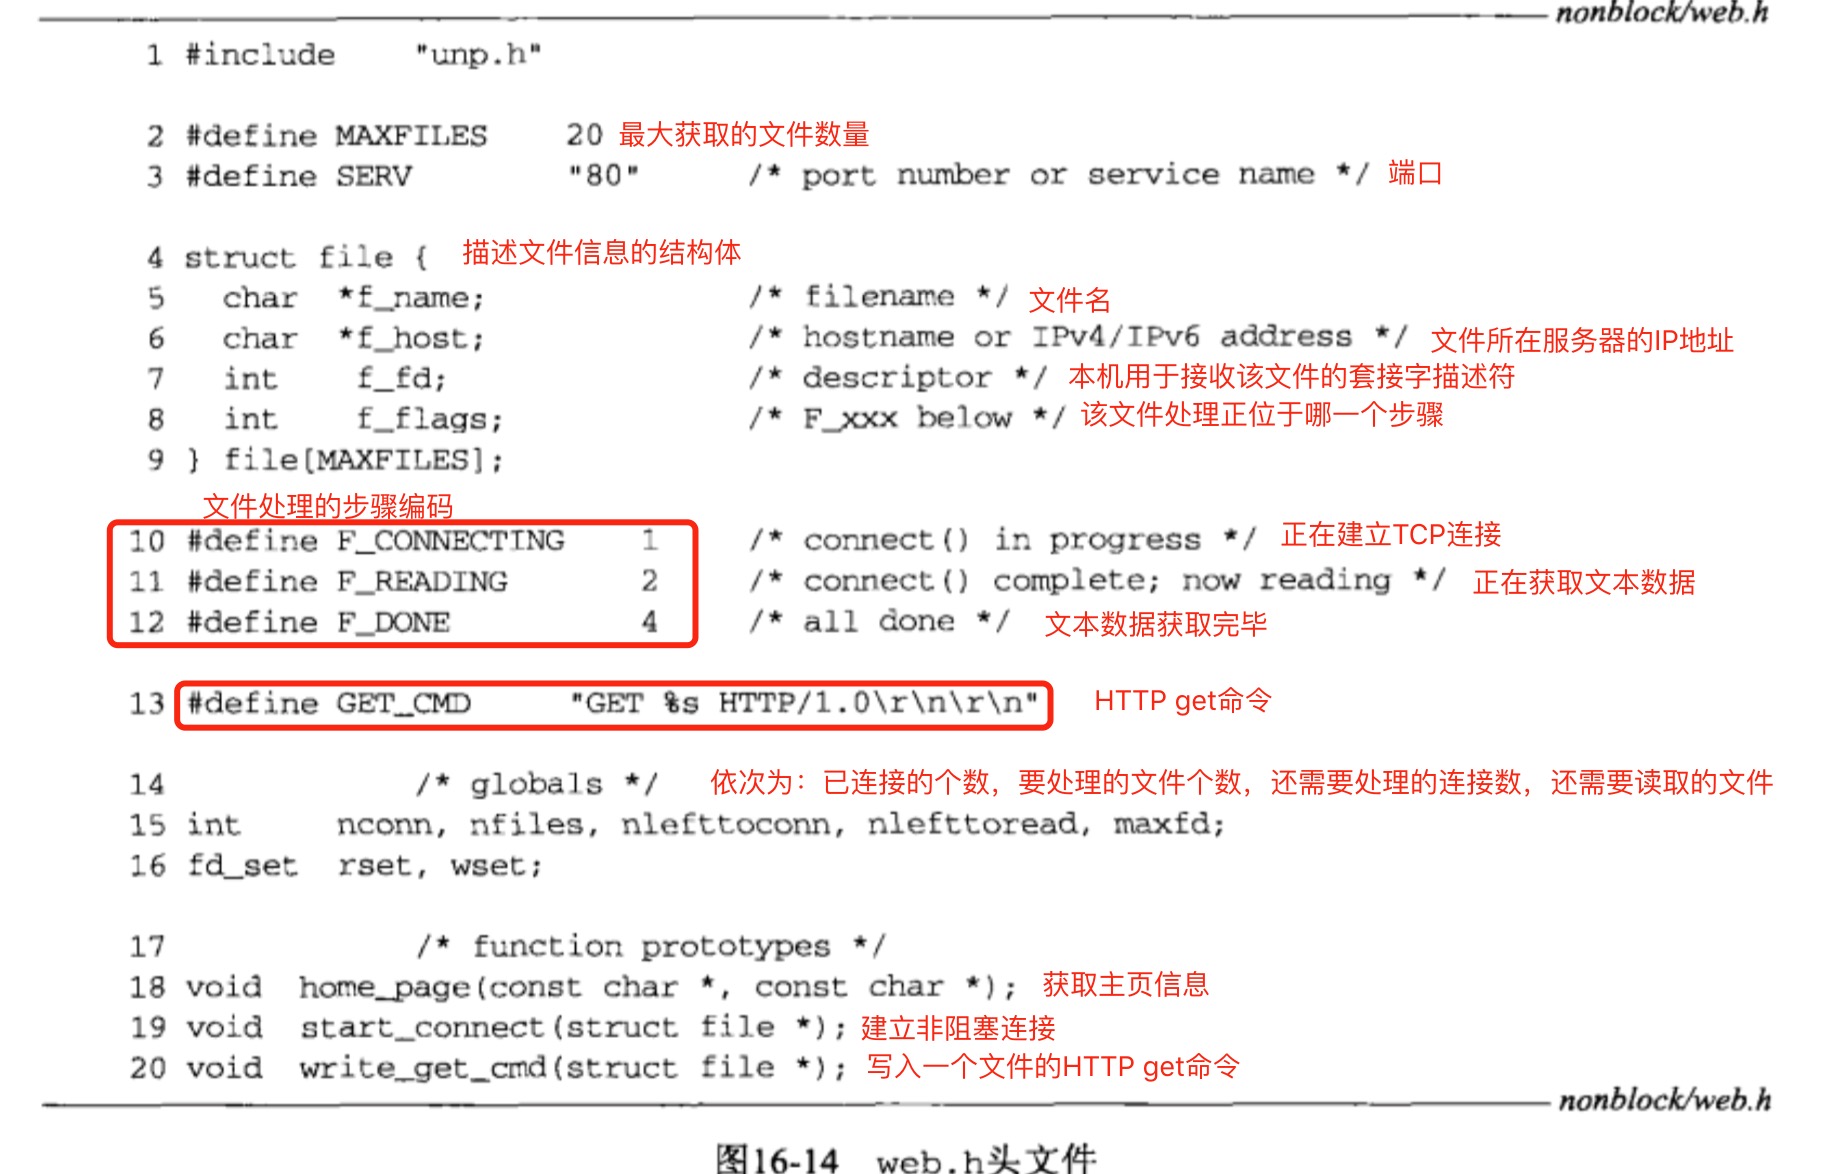 nonblock/web.h
1 #include "unp.h"
2 #define MAXFILES 20 最大获取的文件数量
3 #define SERV "80" /* port number or service name */ 端口
4 struct file { 描述文件信息的结构体
5 char *f_name; /* filename */ 文件名
6 char *f_host; /* hostname or IPv4/IPv6 address */ 文件所在服务器的IP地址
7 int f_fd; /* descriptor */ 本机用于接收该文件的套接字描述符
8 int f_flags; /* F_xxx below */ 该文件处理正位于哪一个步骤
9 } file[MAXFILES];
文件处理的步骤编码
10 #define F_CONNECTING 1 /* connect() in progress */ 正在建立TCP连接
11 #define F_READING 2 /* connect() complete; now reading */ 正在获取文本数据
12 #define F_DONE 4 /* all done */ 文本数据获取完毕
13 #define GET_CMD "GET %s HTTP/1.0\r\n\r\n" HTTP get命令
14 /* globals */ 依次为：已连接的个数，要处理的文件个数，还需要处理的连接数，还需要读取的文件
15 int nconn, nfiles, nlefttoconn, nlefttoread, maxfd;
16 fd_set rset, wset;
17 /* function prototypes */
18 void home_page(const char *, const char *); 获取主页信息
19 void start_connect(struct file *); 建立非阻塞连接
20 void write_get_cmd(struct file *); 写入一个文件的HTTP get命令
nonblock/web.h
图16-14 web.h头文件